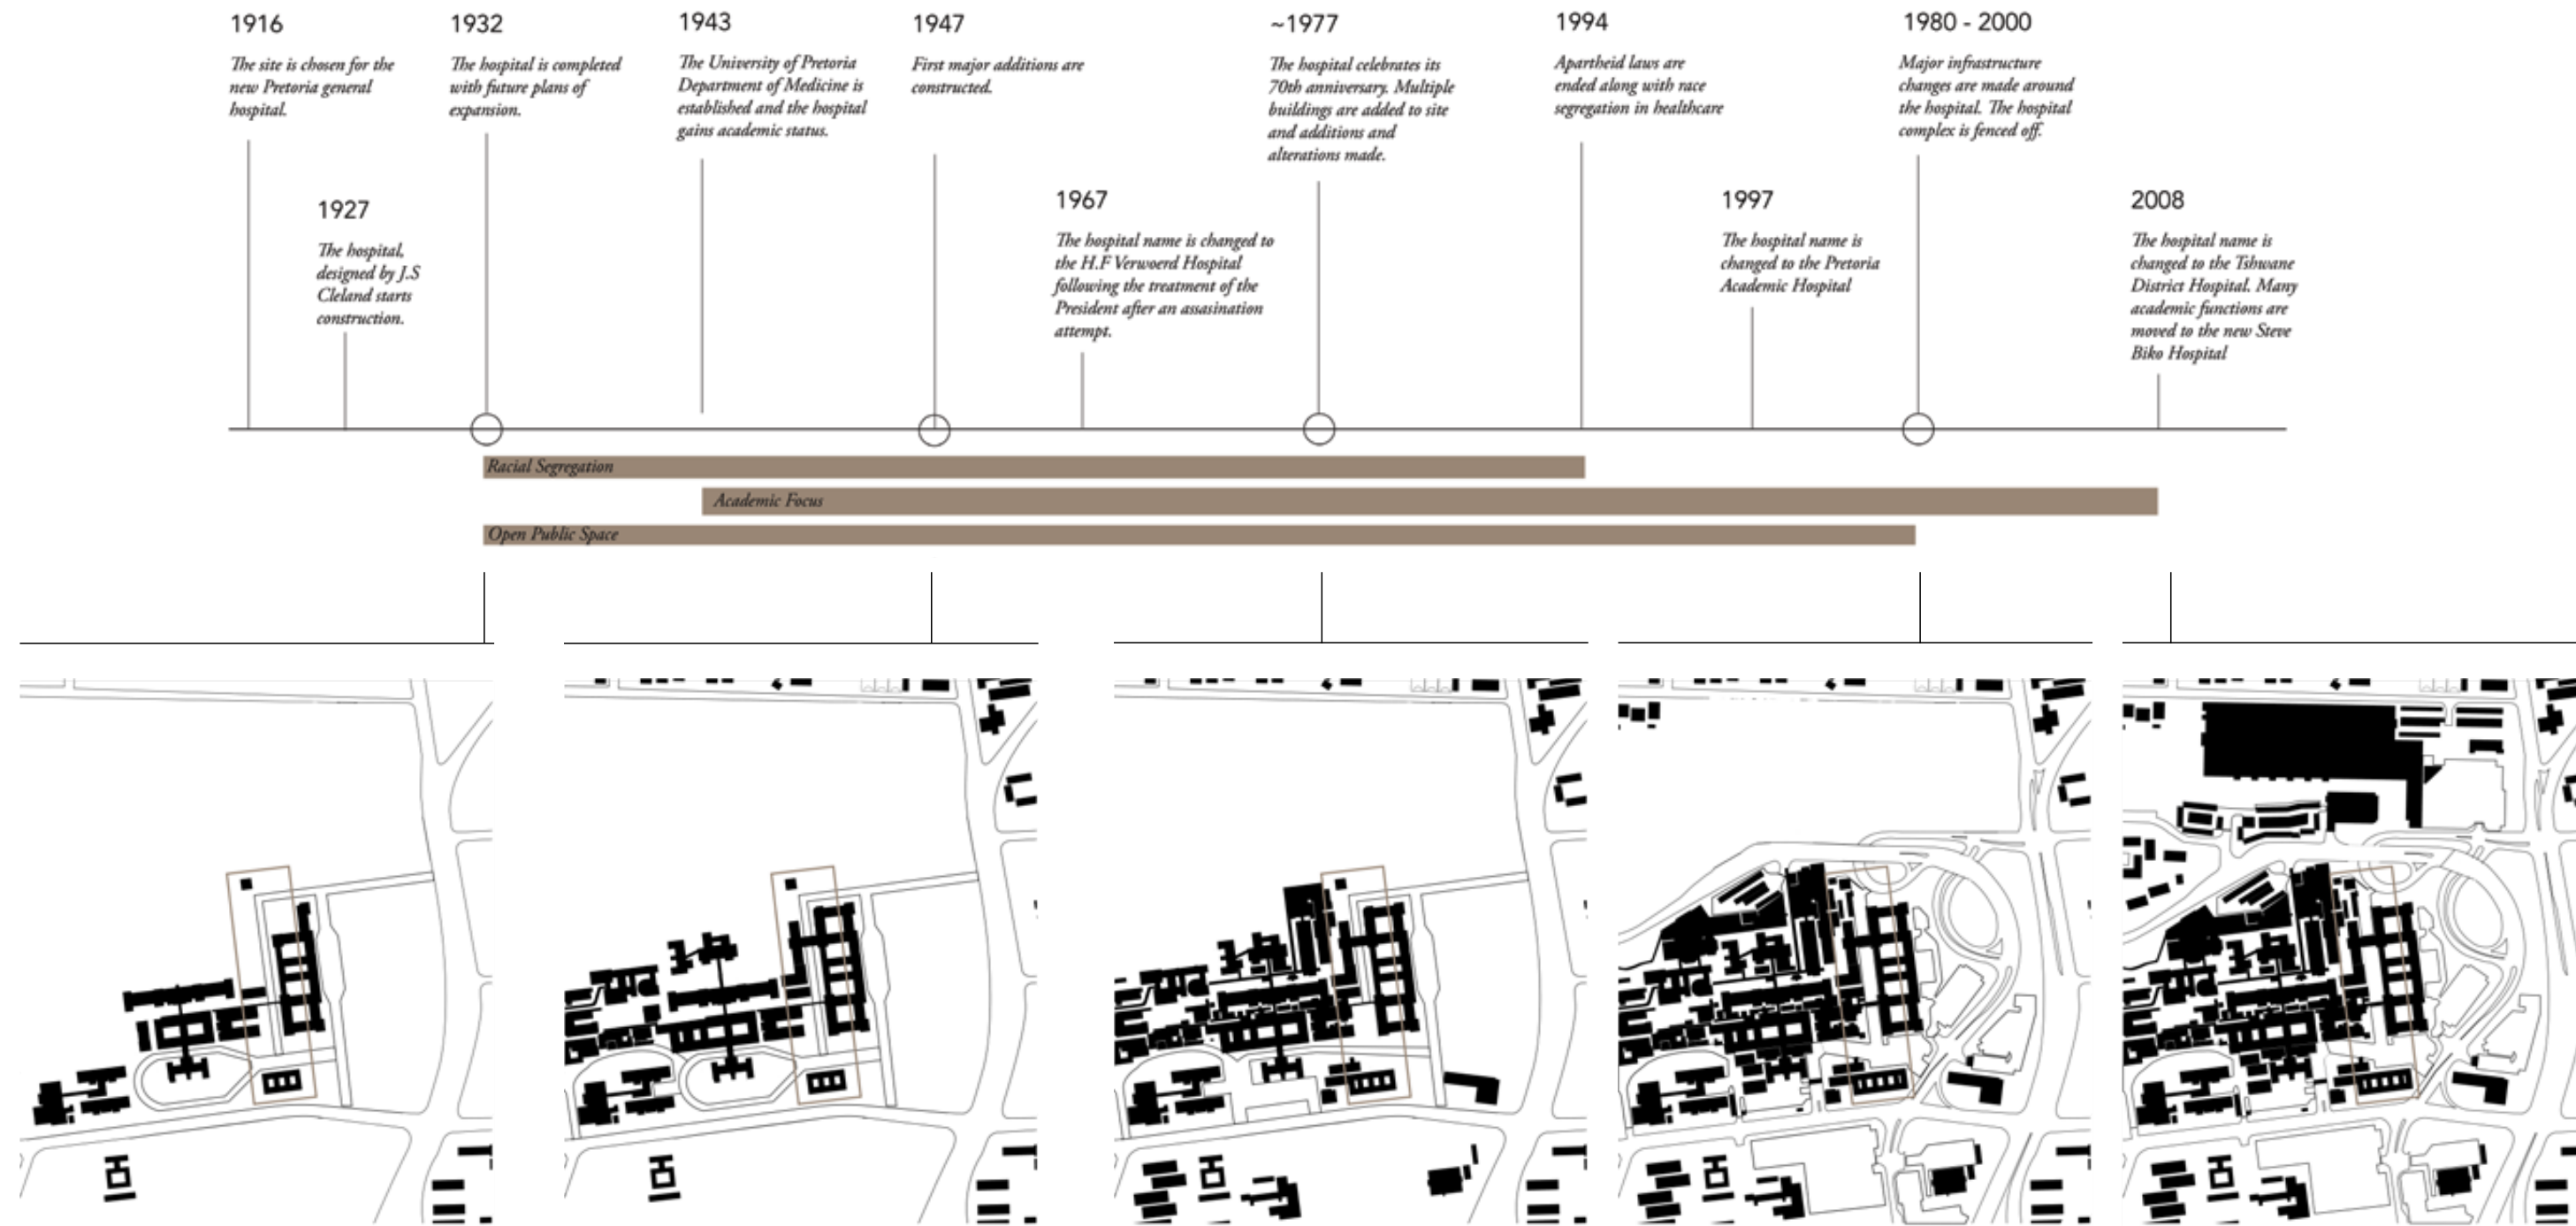 1916
The site is chosen for the
new Pretoria general
hospital.
1927
The hospital,
designed by J.S
Cleland starts
construction.
1932
The hospital is completed
with future plans of
expansion.
1943
The University of Pretoria
Department of Medicine is
established and the hospital
gains academic status.
1947
First major additions are
constructed.
1967
The hospital name is changed to
the H.F Verwoerd Hospital
following the treatment of the
President after an assasination
attempt.
~1977
The hospital celebrates its
70th anniversary. Multiple
buildings are added to site
and additions and
alterations made.
1994
Apartheid laws are
ended along with race
segregation in healthcare
1997
The hospital name is
changed to the Pretoria
Academic Hospital
1980 - 2000
Major infrastructure
changes are made around
the hospital. The hospital
complex is fenced off.
2008
The hospital name is
changed to the Tshwane
District Hospital. Many
academic functions are
moved to the new Steve
Biko Hospital
Racial Segregation
Academic Focus
Open Public Space